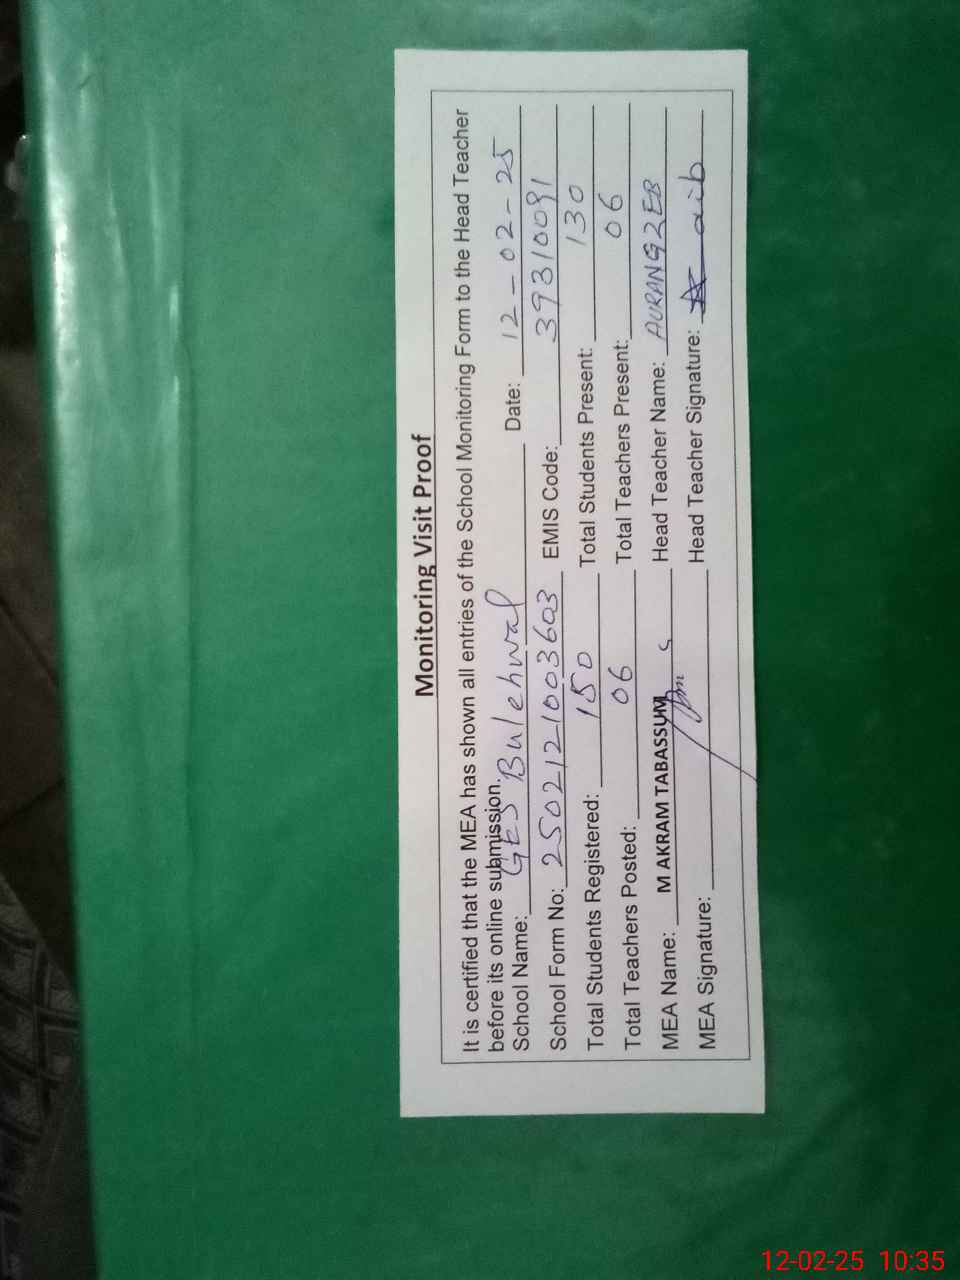 Monitoring Visit Proof
It is certified that the MEA has shown all entries of the School Monitoring Form to the Head Teacher
before its online submission.
School Name: GES Bulehwal Date: 12-02-25
School Form No: 2502121003603 EMIS Code: 39310091
Total Students Registered: 150 Total Students Present: 130
Total Teachers Posted: 06 Total Teachers Present: 06
MEA Name: M AKRAM TABASSUM Head Teacher Name: AURANGZEB
MEA Signature: Head Teacher Signature:
12-02-25 10:35